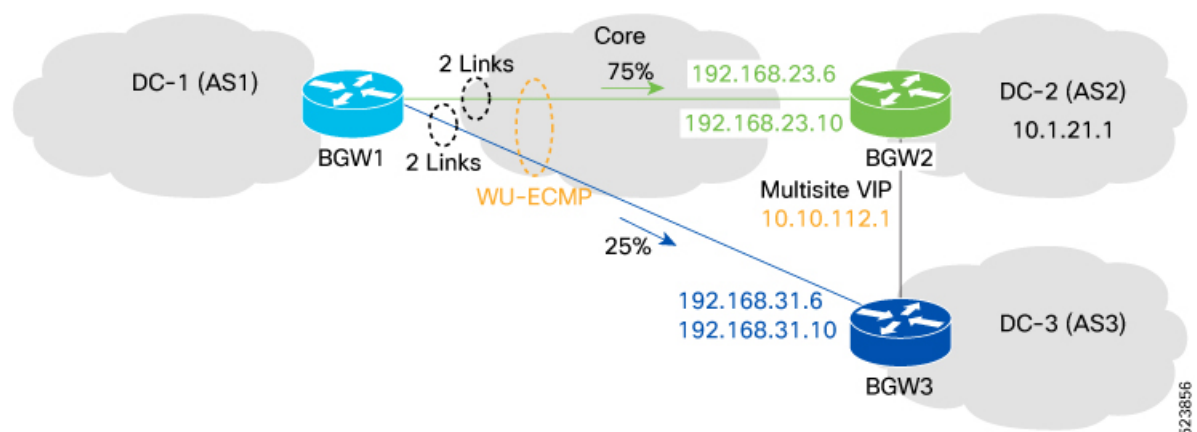 Core
DC-1 (AS1)
2 Links
75%
192.168.23.6
DC-2 (AS2)
192.168.23.10
10.1.21.1
BGW1
2 Links
BGW2
WU-ECMP
Multisite VIP
10.10.112.1
25%
192.168.31.6
192.168.31.10
DC-3 (AS3)
BGW3
523856